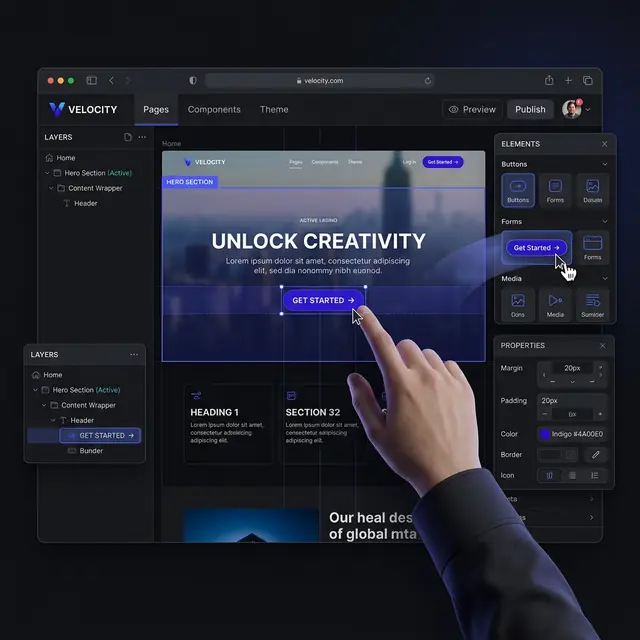 velocity.com
VELOCITY
Pages
Components
Theme
Preview
Publish
LAYERS
Home
Hero Section (Active)
Content Wrapper
Header
Home
VELOCITY
Pages
Components
Theme
Log in
Get Started →
HERO SECTION
ACTIVE LADING
UNLOCK CREATIVITY
Lorem ipsum dolor sit amet, consectetur adipiscing
elit, sed dia nonommy nibh euamod.
GET STARTED →
HEADING 1
Lorem ipsum dolor sit amet,
consectetur adipiscing
adipiscing elit.
SECTION 32
Lorem ipsum dolor sit amet,
consectetur adipiscing
adipiscing elit.
Our heal des
of global mta
LAYERS
Home
Hero Section (Active)
Content Wrapper
Header
GET STARTED →
Bunder
ELEMENTS
Buttons
Buttons
Forms
Dasale
Forms
Get Started →
Forms
Media
Cons
Media
Sumider
PROPERTIES
Margin
20px
Padding
20px
px
Color
Indigo #4A00E0
Border
Icon